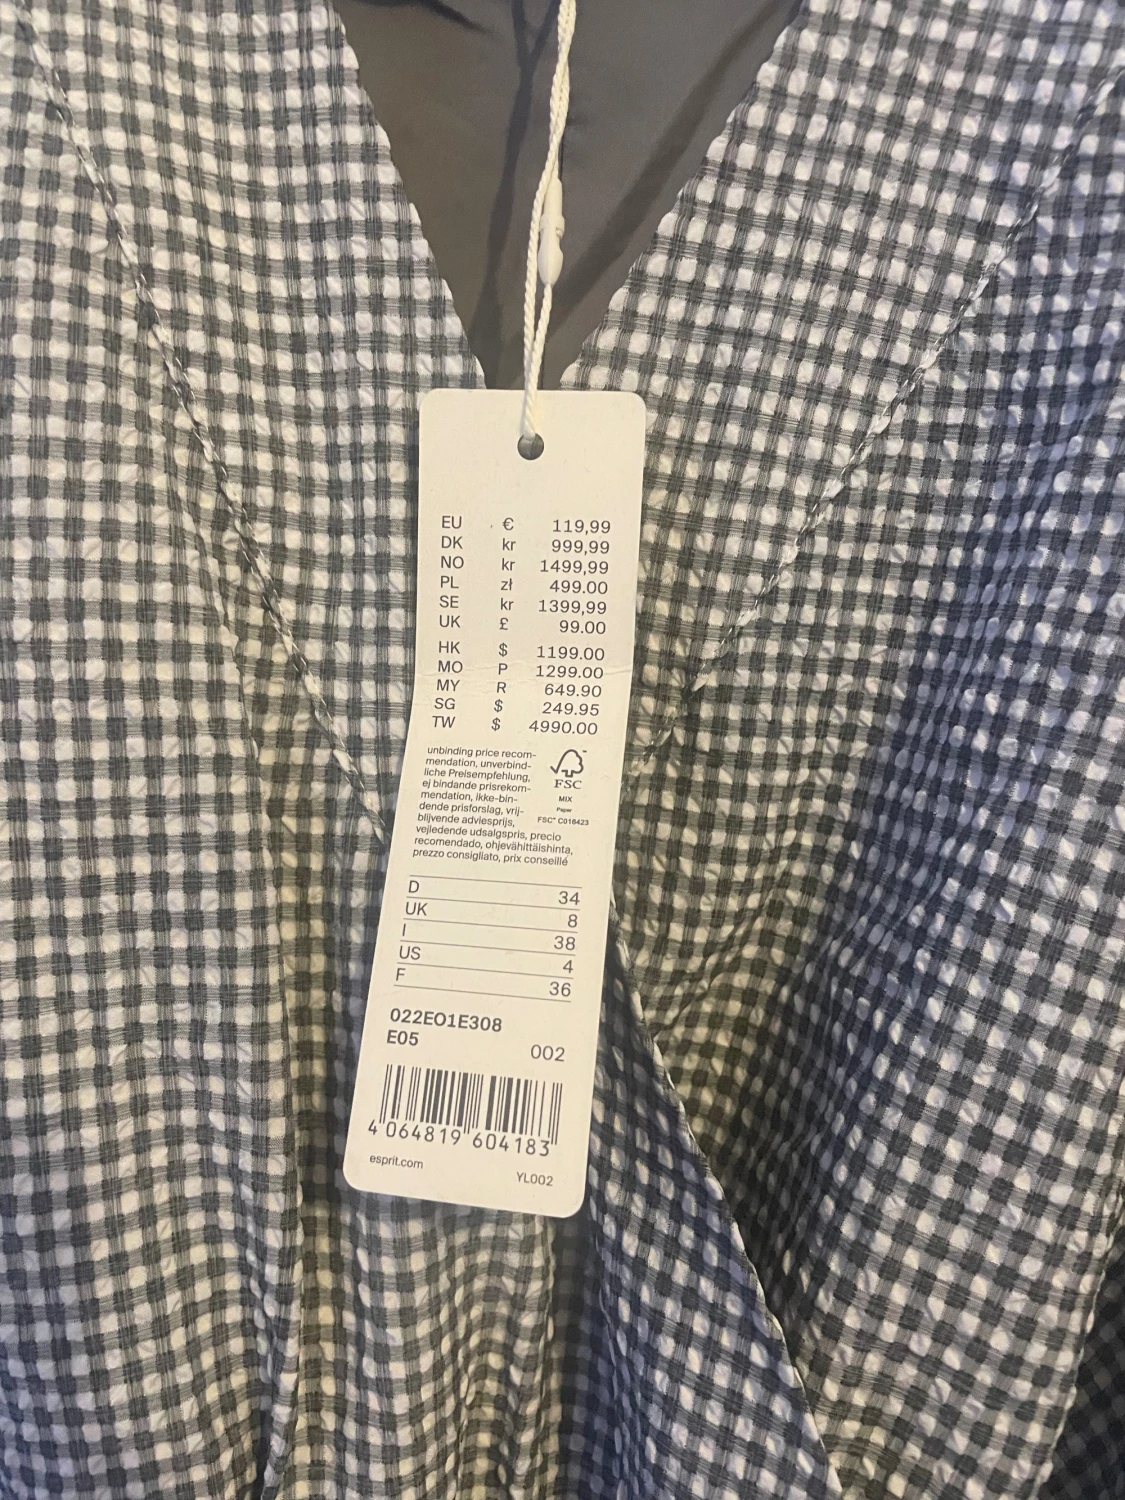 EU € 119,99
DK kr 999,99
NO kr 1499,99
PL zł 499.00
SE kr 1399,99
UK £ 99.00
HK $ 1199.00
MO P 1299.00
MY R 649.90
SG $ 249.95
TW $ 4990.00
unbinding price recom-
mendation, unverbind-
liche Preisempfehlung,
ej bindande prisrekom-
mendation, ikke-bin-
dende prisforslag, vrij-
blijvende adviesprijs,
vejledende udsalgspris, precio
recomendado, ohjevähittäishinta,
prezzo consigliato, prix conseillé
FSC
MIX
Paper
FSC® C016423
D 34
UK 8
I 38
US 4
F 36
022EO1E308
E05
002
4 064819 604183
esprit.com
YL002